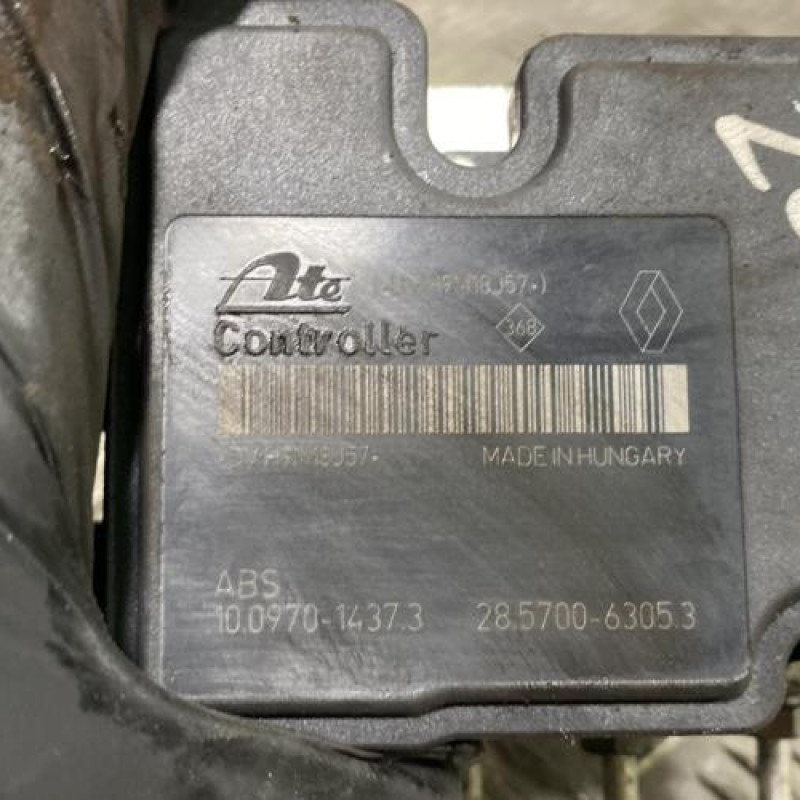 Ate
368
Controller
MADE IN HUNGARY
ABS
10.0970-1437.3 28.5700-6305.3